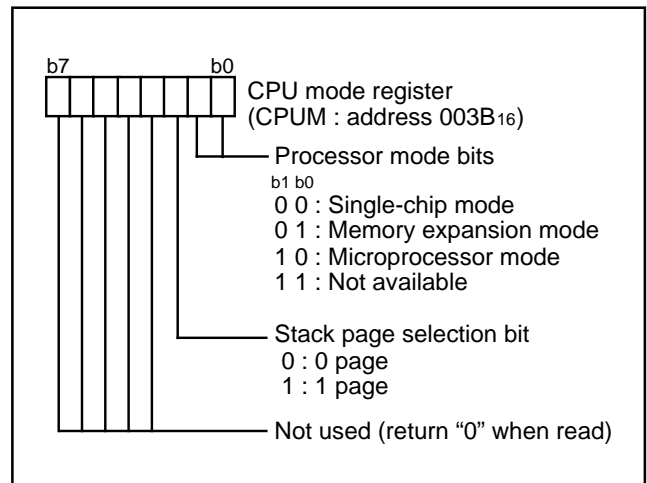 b7 b0
CPU mode register
(CPUM : address 003B16)
Processor mode bits
b1 b0
0 0 : Single-chip mode
0 1 : Memory expansion mode
1 0 : Microprocessor mode
1 1 : Not available
Stack page selection bit
0 : 0 page
1 : 1 page
Not used (return “0” when read)